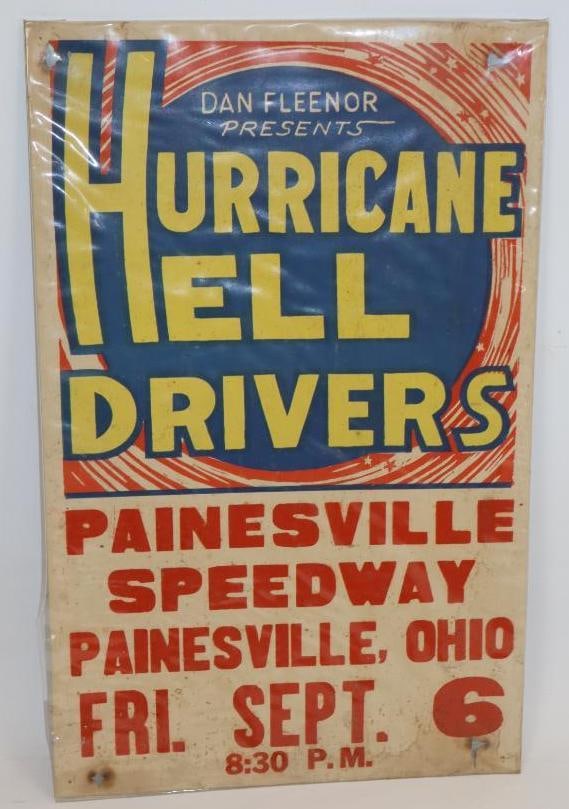 DAN FLEENOR
PRESENTS
HURRICANE
HELL
DRIVERS
PAINESVILLE
SPEEDWAY
PAINESVILLE, OHIO
FRI. SEPT. 6
8:30 P.M.